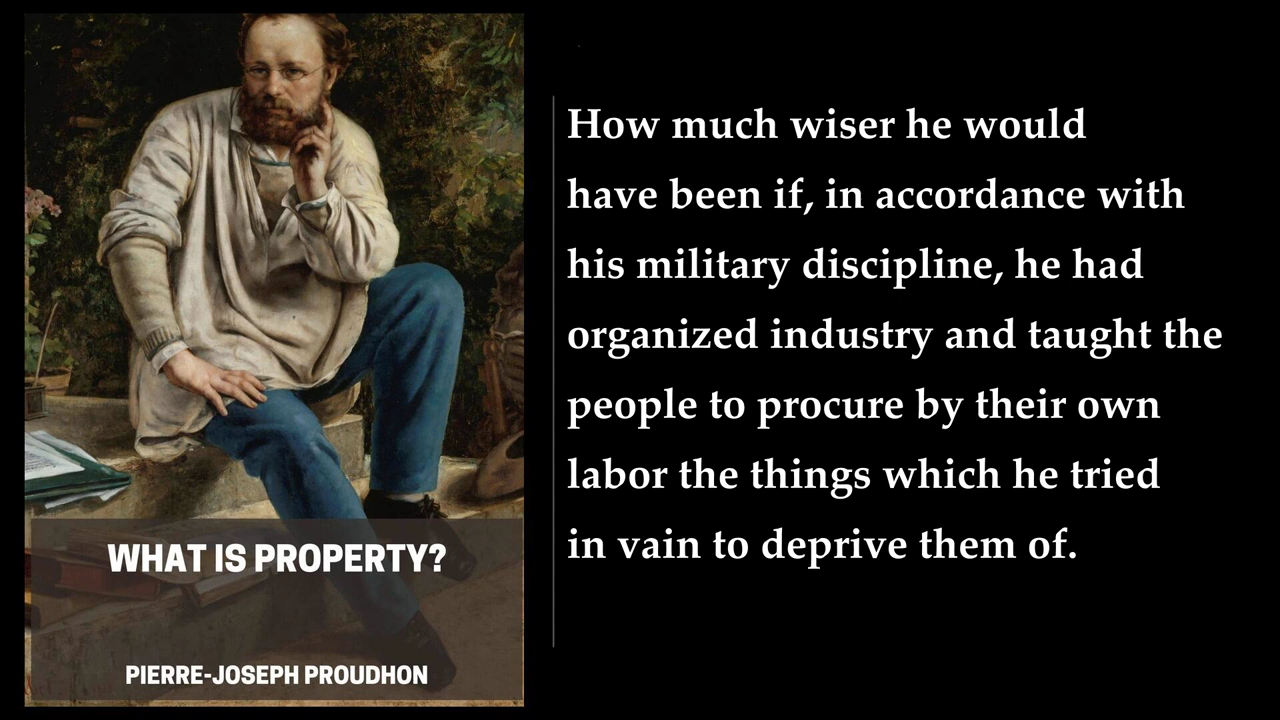 WHAT IS PROPERTY?
PIERRE-JOSEPH PROUDHON
How much wiser he would
have been if, in accordance with
his military discipline, he had
organized industry and taught the
people to procure by their own
labor the things which he tried
in vain to deprive them of.